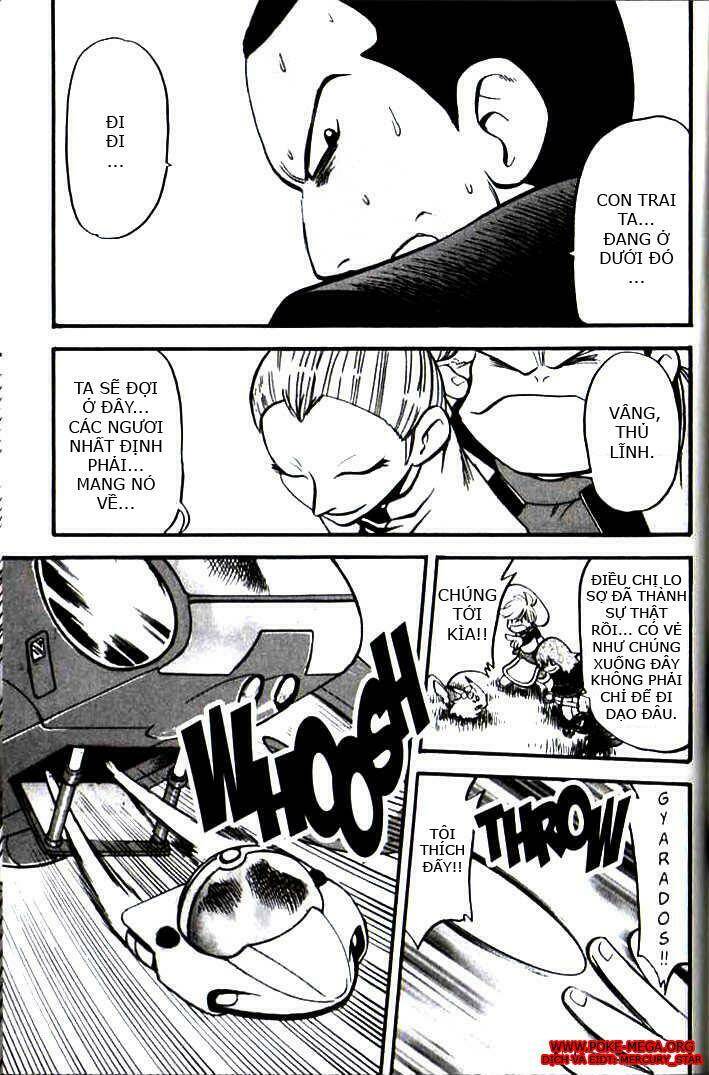 CON TRAI
TA...
ĐANG Ở
DƯỚI ĐÓ
...
ĐI
ĐI
...
VÂNG,
THỦ
LĨNH.
TA SẼ ĐỢI
Ở ĐÂY...
CÁC NGƯƠI
NHẤT ĐỊNH
PHẢI...
MANG NÓ
VỀ...
ĐIỀU CHỊ LO
SỢ ĐÃ THÀNH
SỰ THẬT
RỒI... CÓ VẺ
NHƯ CHÚNG
XUỐNG ĐÂY
KHÔNG PHẢI
CHỈ ĐỂ ĐI
DẠO ĐÂU.
CHÚNG
TỚI
KÌA!!
WHOOSH
GYARADOS!!
THROW
TÔI
THÍCH
ĐẤY!!
WWW.POKE-MEGA.ORG
DỊCH VÀ EIDT:MERCURY_STAR